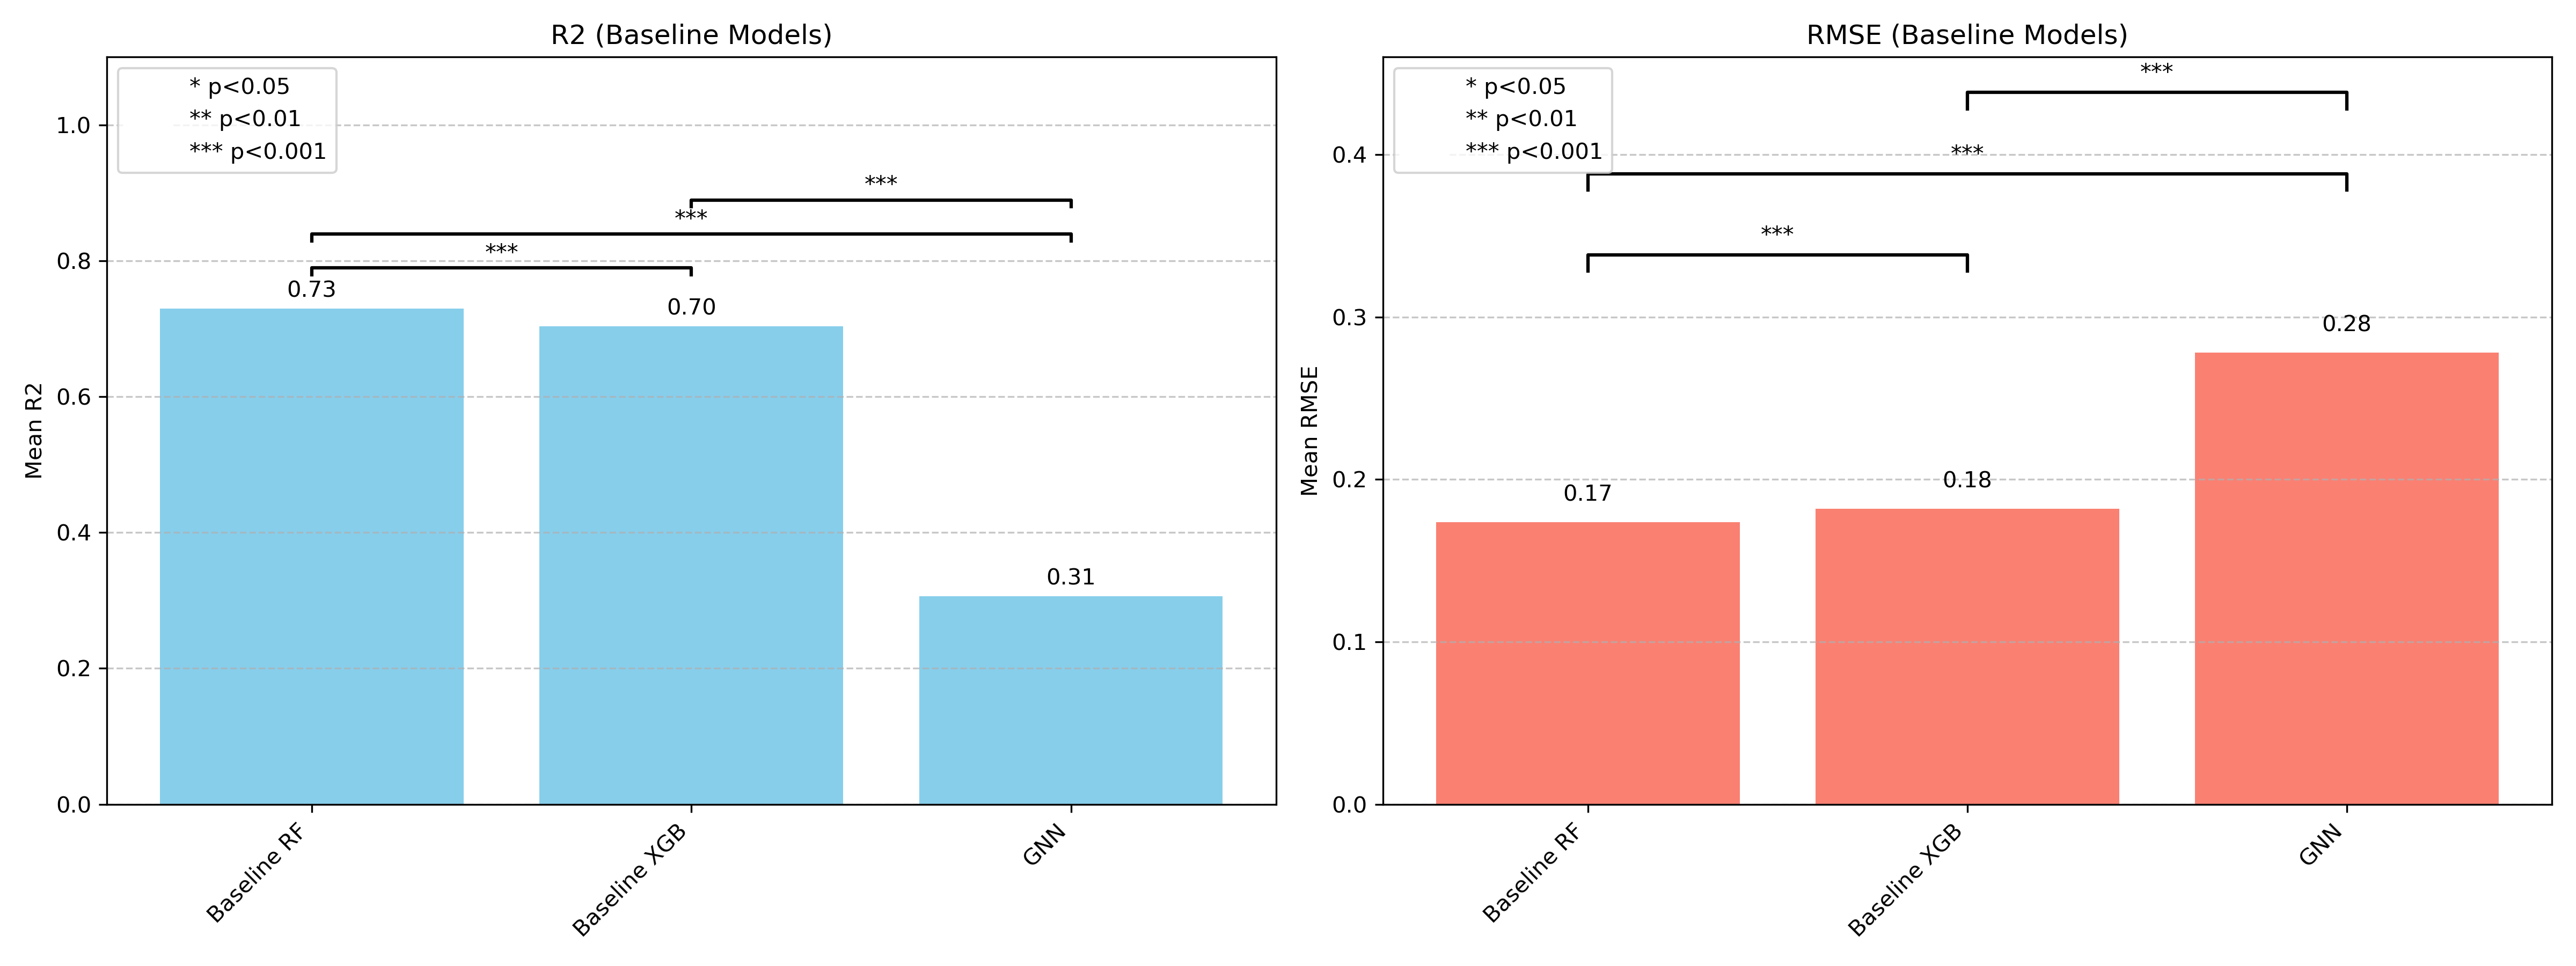 R2 (Baseline Models)
* p<0.05
** p<0.01
*** p<0.001
Mean R2
1.0
0.8
0.6
0.4
0.2
0.0
***
***
***
0.73
0.70
0.31
Baseline RF
Baseline XGB
GNN
RMSE (Baseline Models)
* p<0.05
** p<0.01
*** p<0.001
Mean RMSE
0.4
0.3
0.2
0.1
0.0
***
***
***
0.17
0.18
0.28
Baseline RF
Baseline XGB
GNN